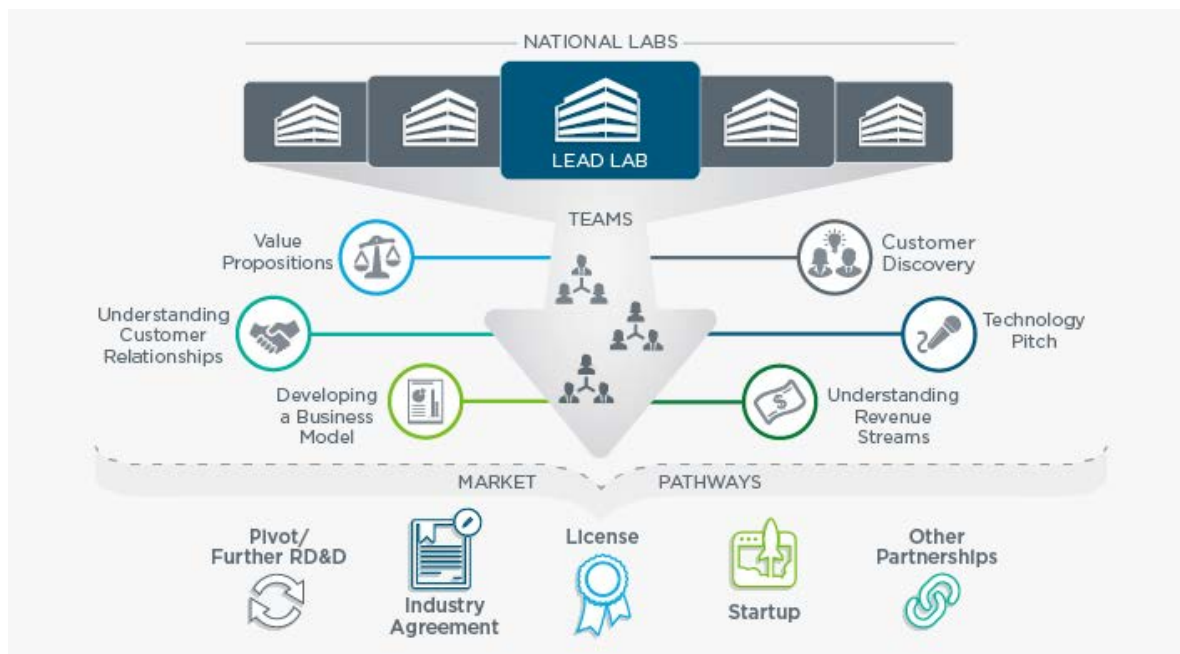 NATIONAL LABS
LEAD LAB
TEAMS
Value
Propositions
Customer
Discovery
Understanding
Customer
Relationships
Technology
Pitch
Developing
a Business
Model
Understanding
Revenue
Streams
MARKET PATHWAYS
Pivot/
Further RD&D
Industry
Agreement
License
Startup
Other
Partnerships